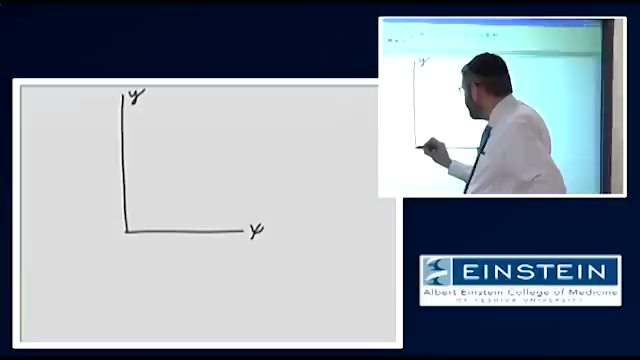 y
x
y
EINSTEIN
Albert Einstein College of Medicine
OF YESHIVA UNIVERSITY